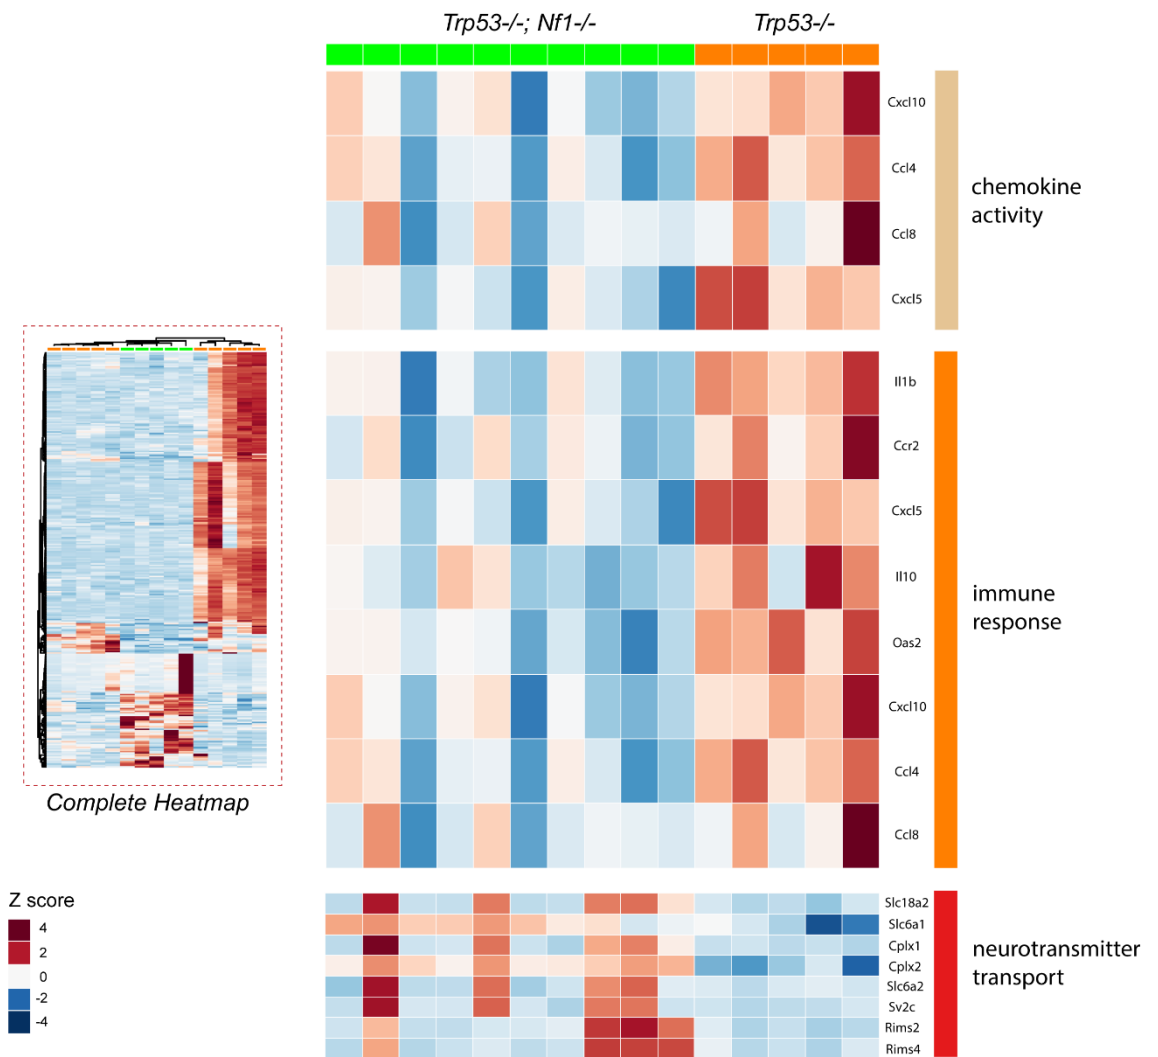 Trp53-/-; Nf1-/-
Trp53-/-
Cxcl10
Ccl4
Ccl8
Cxcl5
chemokine
activity
Il1b
Ccr2
Cxcl5
Il10
Oas2
Cxcl10
Ccl4
Ccl8
immune
response
Complete Heatmap
Z score
4
2
0
-2
-4
Slc18a2
Slc6a1
Cplx1
Cplx2
Slc6a2
Sv2c
Rims2
Rims4
neurotransmitter
transport